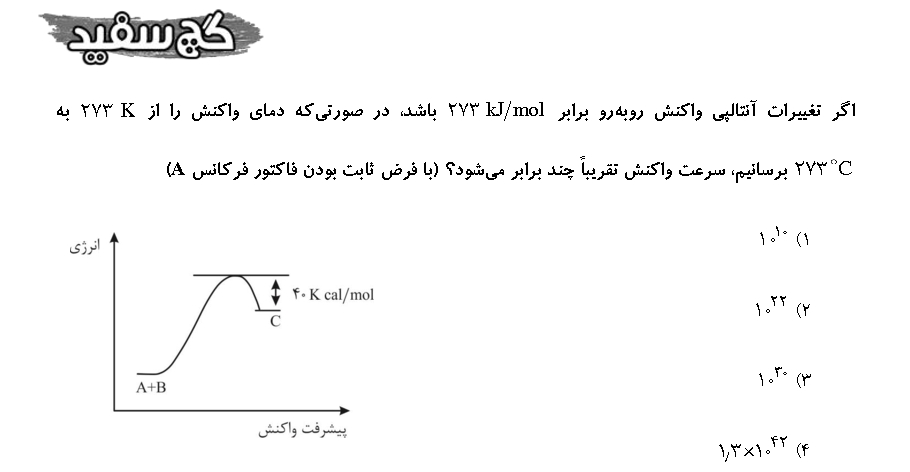 گچ سفید
اگر تغییرات آنتالپی واکنش روبه‌رو برابر ۲۷۳ kJ/mol باشد، در صورتی‌که دمای واکنش را از ۲۷۳ K به
۲۷۳ °C برسانیم، سرعت واکنش تقریباً چند برابر می‌شود؟ (با فرض ثابت بودن فاکتور فرکانس A)
۱) ۱۰^۱۰
۲) ۱۰^۲۲
۳) ۱۰^۳۰
۴) ۱٫۳×۱۰^۴۲
انرژی
۴۰ K cal/mol
C
A+B
پیشرفت واکنش